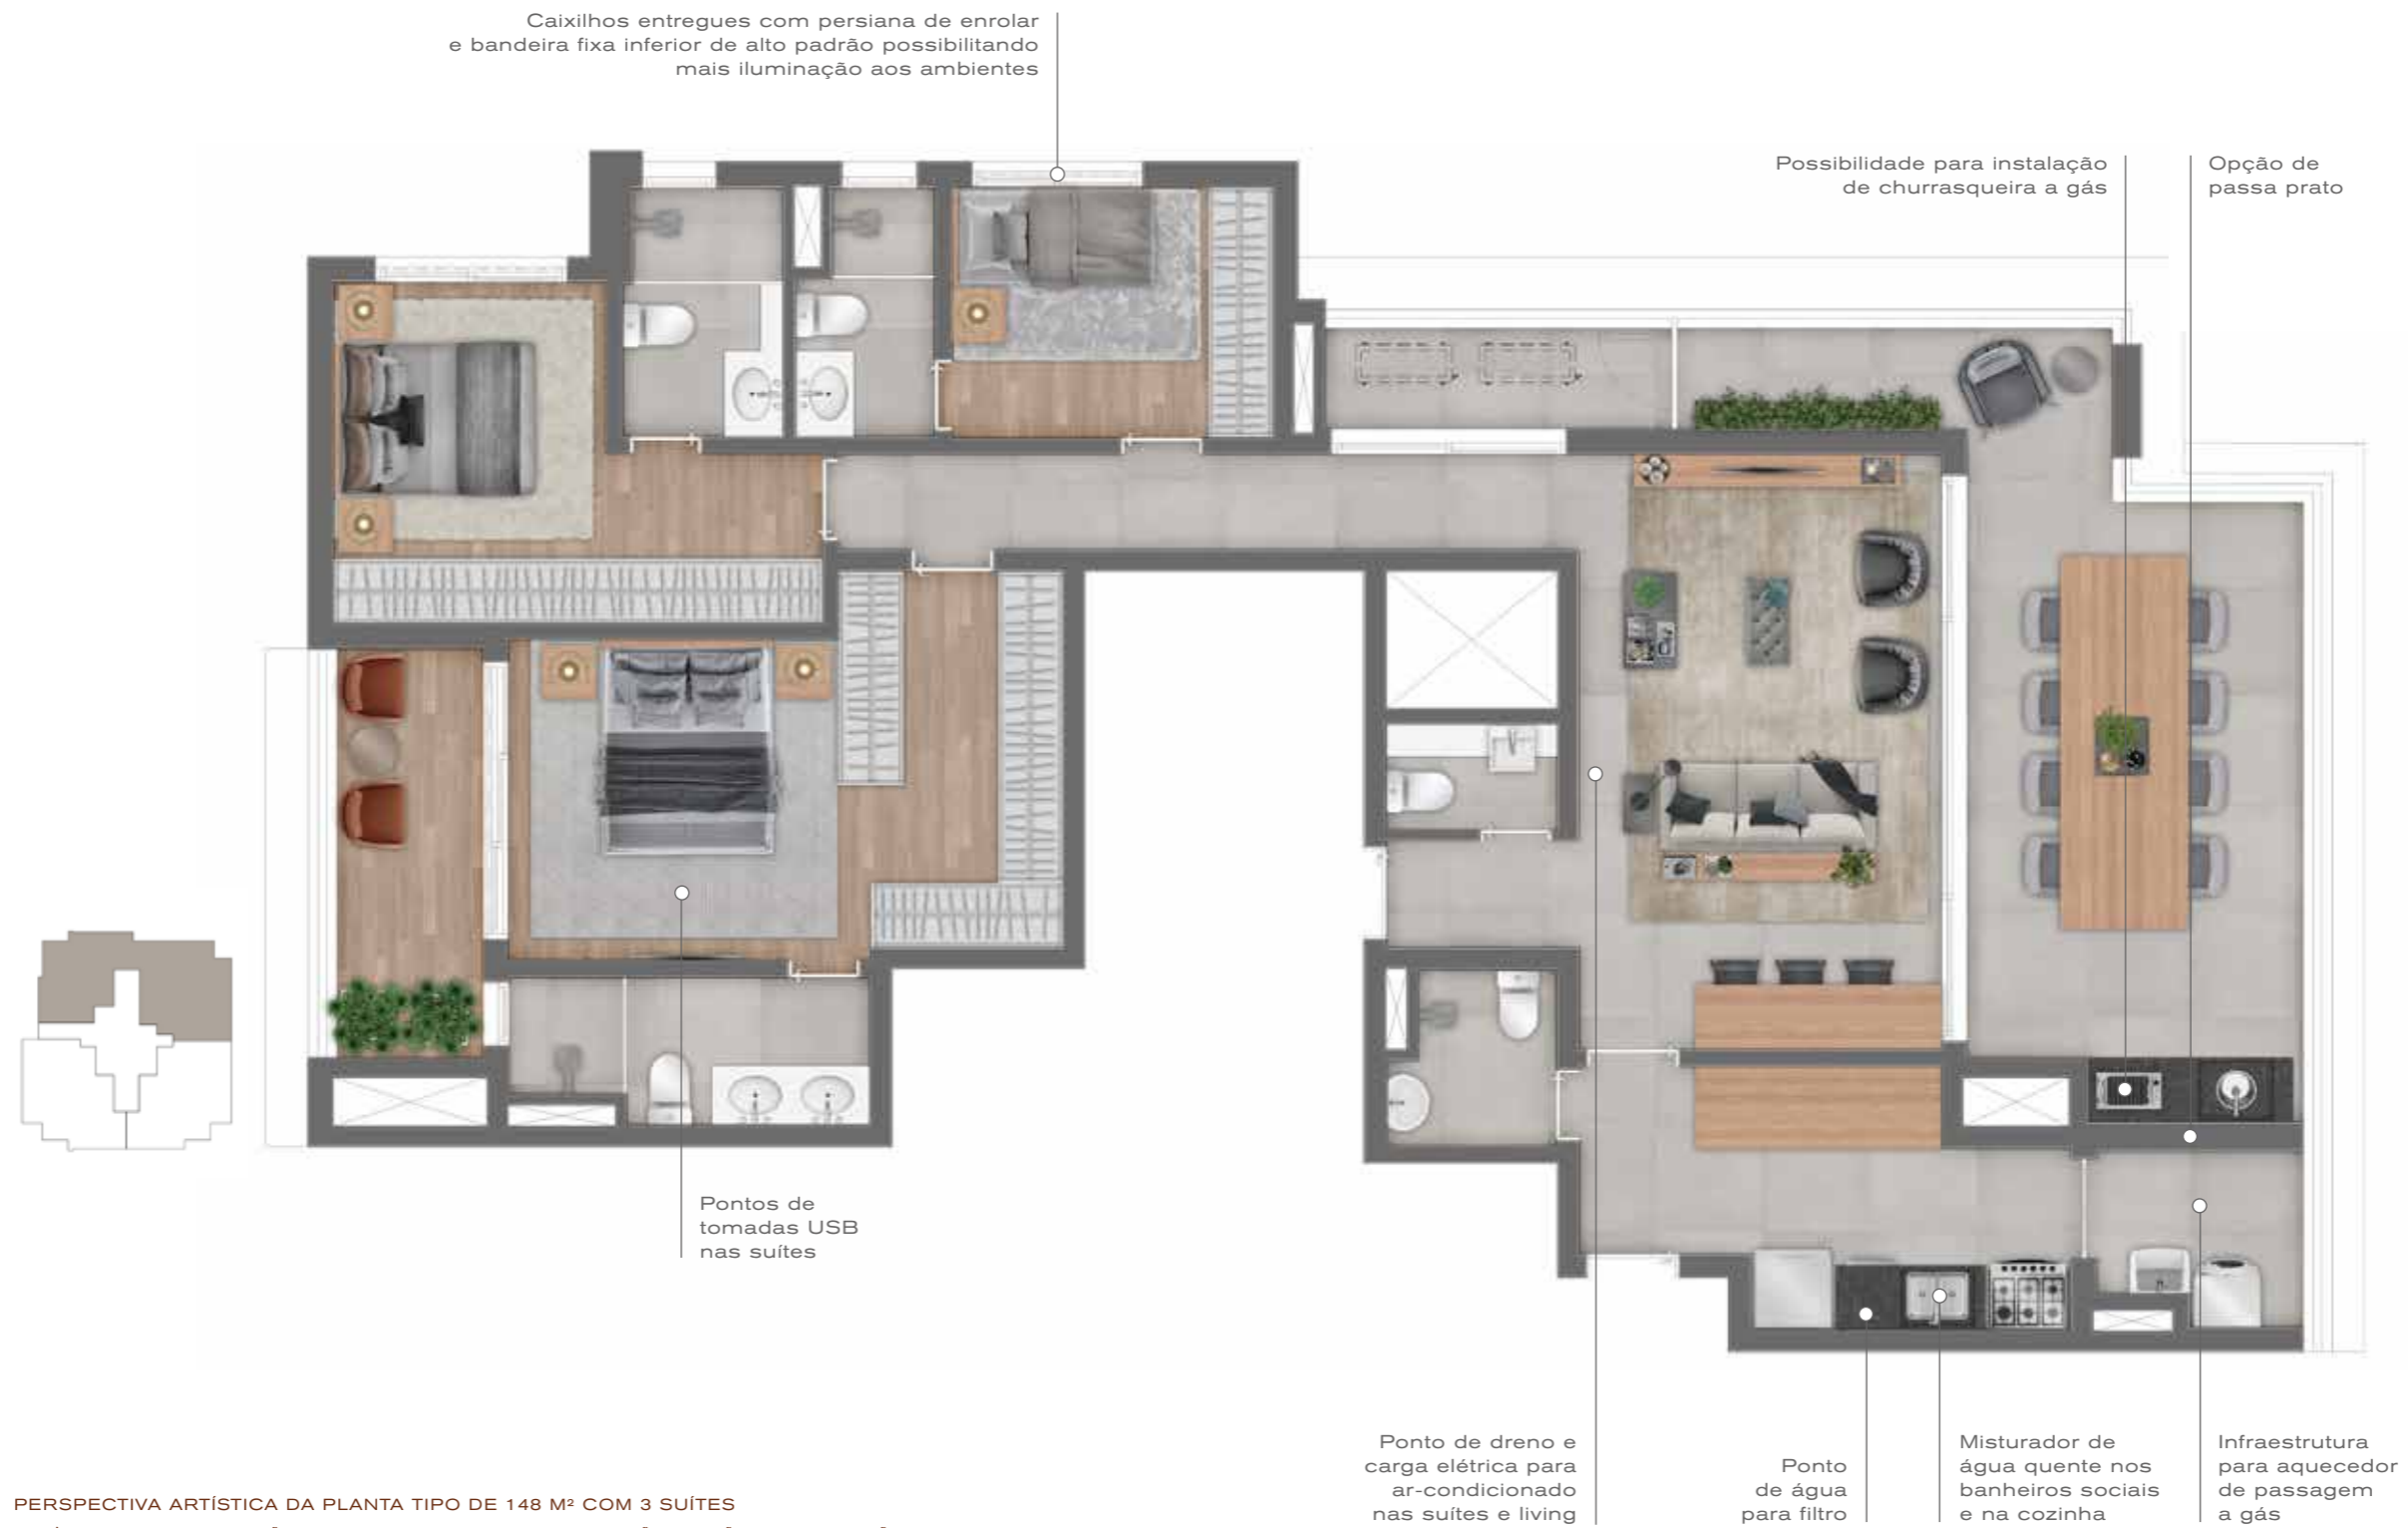 Caixilhos entregues com persiana de enrolar
e bandeira fixa inferior de alto padrão possibilitando
mais iluminação aos ambientes
Possibilidade para instalação
de churrasqueira a gás
Opção de
passa prato
Pontos de
tomadas USB
nas suítes
Ponto de dreno e
carga elétrica para
ar-condicionado
nas suítes e living
Ponto
de água
para filtro
Misturador de
água quente nos
banheiros sociais
e na cozinha
Infraestrutura
para aquecedor
de passagem
a gás
PERSPECTIVA ARTÍSTICA DA PLANTA TIPO DE 148 M² COM 3 SUÍTES